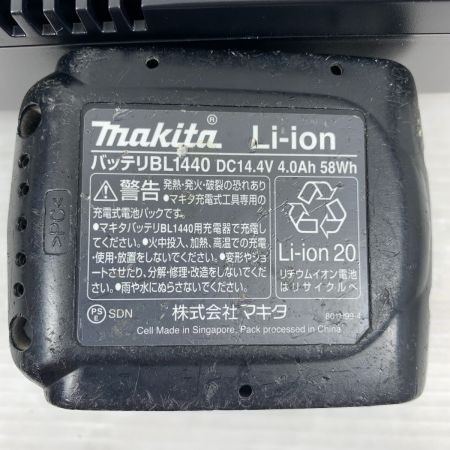 makita® Li-ion
バッテリBL1440 DC14.4V 4.0Ah 58Wh
警告 発熱・発火・破裂の恐れあり
●マキタ充電式工具専用の
充電式電池パックです。
●マキタバッテリBL1440用充電器で充電し
てください。●火中投入、加熱、高温での充電
・使用・放置をしないでください。●変形やショ
ートさせたり、分解・修理・改造をしないでくだ
さい。●雨や水にぬらさないでください。
Li-ion 20
リチウムイオン電池
はリサイクルへ
PS E SDN 株式会社マキタ
Cell Made in Singapore, Pack processed in China
>PC<